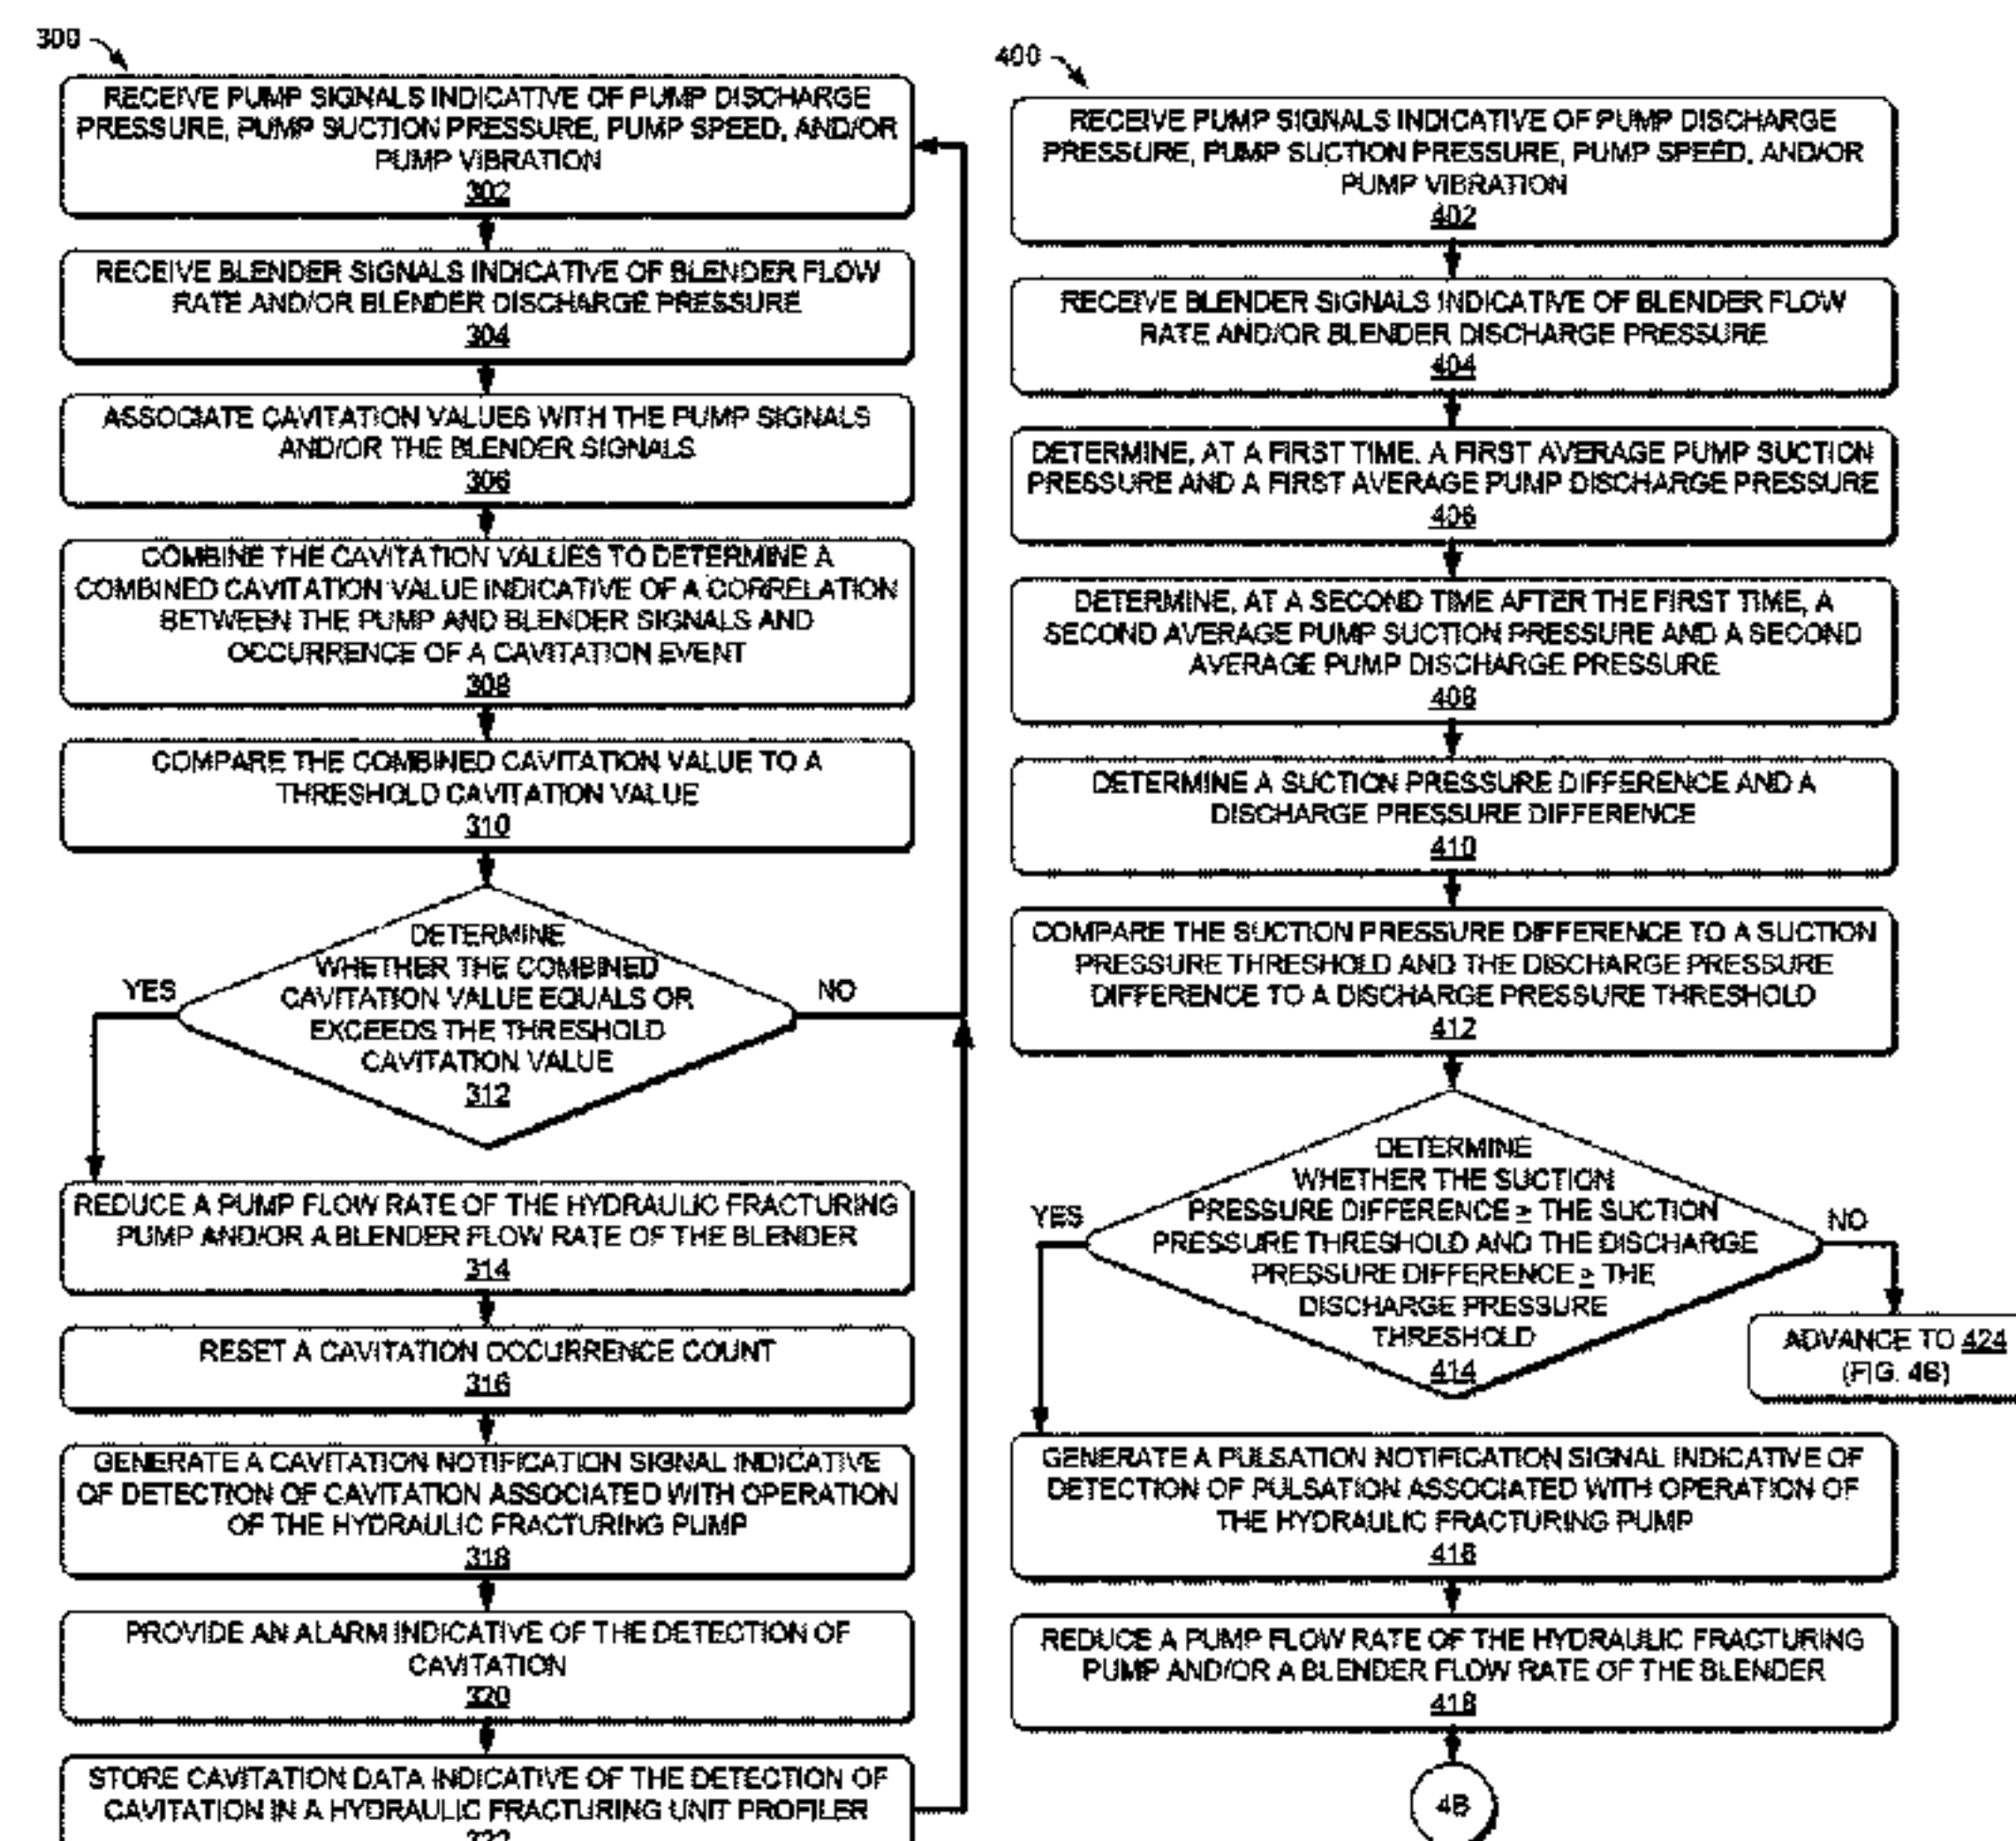 300
RECEIVE PUMP SIGNALS INDICATIVE OF PUMP DISCHARGE
PRESSURE, PUMP SUCTION PRESSURE, PUMP SPEED, AND/OR
PUMP VIBRATION
302
RECEIVE BLENDER SIGNALS INDICATIVE OF BLENDER FLOW
RATE AND/OR BLENDER DISCHARGE PRESSURE
304
ASSOCIATE CAVITATION VALUES WITH THE PUMP SIGNALS
AND/OR THE BLENDER SIGNALS
306
COMBINE THE CAVITATION VALUES TO DETERMINE A
COMBINED CAVITATION VALUE INDICATIVE OF A CORRELATION
BETWEEN THE PUMP AND BLENDER SIGNALS AND
OCCURRENCE OF A CAVITATION EVENT
308
COMPARE THE COMBINED CAVITATION VALUE TO A
THRESHOLD CAVITATION VALUE
310
DETERMINE
WHETHER THE COMBINED
CAVITATION VALUE EQUALS OR
EXCEEDS THE THRESHOLD
CAVITATION VALUE
312
YES
NO
REDUCE A PUMP FLOW RATE OF THE HYDRAULIC FRACTURING
PUMP AND/OR A BLENDER FLOW RATE OF THE BLENDER
314
RESET A CAVITATION OCCURRENCE COUNT
316
GENERATE A CAVITATION NOTIFICATION SIGNAL INDICATIVE
OF DETECTION OF CAVITATION ASSOCIATED WITH OPERATION
OF THE HYDRAULIC FRACTURING PUMP
318
PROVIDE AN ALARM INDICATIVE OF THE DETECTION OF
CAVITATION
320
STORE CAVITATION DATA INDICATIVE OF THE DETECTION OF
CAVITATION IN A HYDRAULIC FRACTURING UNIT PROFILER
322
400
RECEIVE PUMP SIGNALS INDICATIVE OF PUMP DISCHARGE
PRESSURE, PUMP SUCTION PRESSURE, PUMP SPEED, AND/OR
PUMP VIBRATION
402
RECEIVE BLENDER SIGNALS INDICATIVE OF BLENDER FLOW
RATE AND/OR BLENDER DISCHARGE PRESSURE
404
DETERMINE, AT A FIRST TIME, A FIRST AVERAGE PUMP SUCTION
PRESSURE AND A FIRST AVERAGE PUMP DISCHARGE PRESSURE
406
DETERMINE, AT A SECOND TIME AFTER THE FIRST TIME, A
SECOND AVERAGE PUMP SUCTION PRESSURE AND A SECOND
AVERAGE PUMP DISCHARGE PRESSURE
408
DETERMINE A SUCTION PRESSURE DIFFERENCE AND A
DISCHARGE PRESSURE DIFFERENCE
410
COMPARE THE SUCTION PRESSURE DIFFERENCE TO A SUCTION
PRESSURE THRESHOLD AND THE DISCHARGE PRESSURE
DIFFERENCE TO A DISCHARGE PRESSURE THRESHOLD
412
DETERMINE
WHETHER THE SUCTION
PRESSURE DIFFERENCE ≥ THE SUCTION
PRESSURE THRESHOLD AND THE DISCHARGE
PRESSURE DIFFERENCE ≥ THE
DISCHARGE PRESSURE
THRESHOLD
414
YES
NO
ADVANCE TO 424
(FIG. 4B)
GENERATE A PULSATION NOTIFICATION SIGNAL INDICATIVE OF
DETECTION OF PULSATION ASSOCIATED WITH OPERATION OF
THE HYDRAULIC FRACTURING PUMP
416
REDUCE A PUMP FLOW RATE OF THE HYDRAULIC FRACTURING
PUMP AND/OR A BLENDER FLOW RATE OF THE BLENDER
418
4B